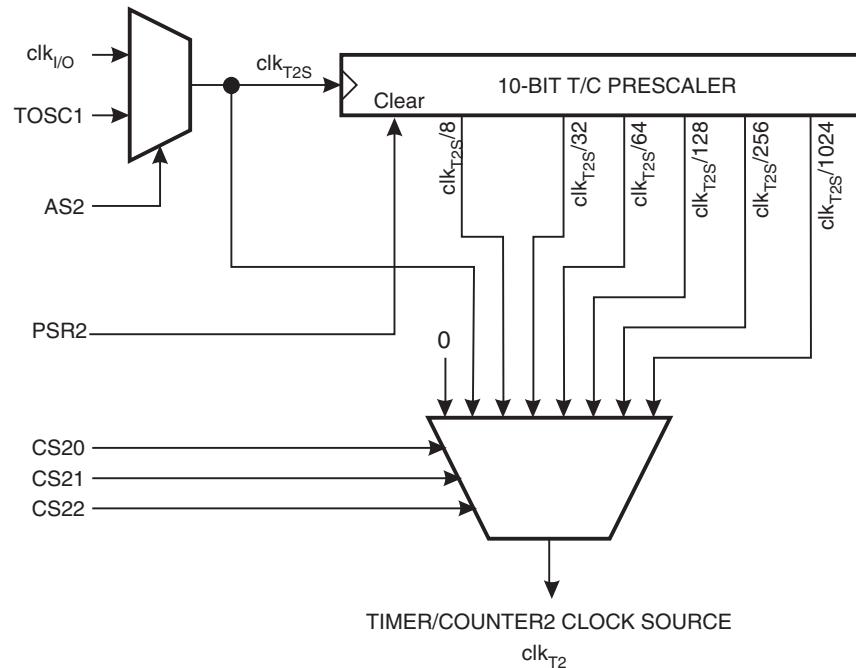 clkI/O
clkT2S
10-BIT T/C PRESCALER
TOSC1
Clear
clkT2S/8
clkT2S/32
clkT2S/64
clkT2S/128
clkT2S/256
clkT2S/1024
AS2
PSR2
0
CS20
CS21
CS22
TIMER/COUNTER2 CLOCK SOURCE
clkT2